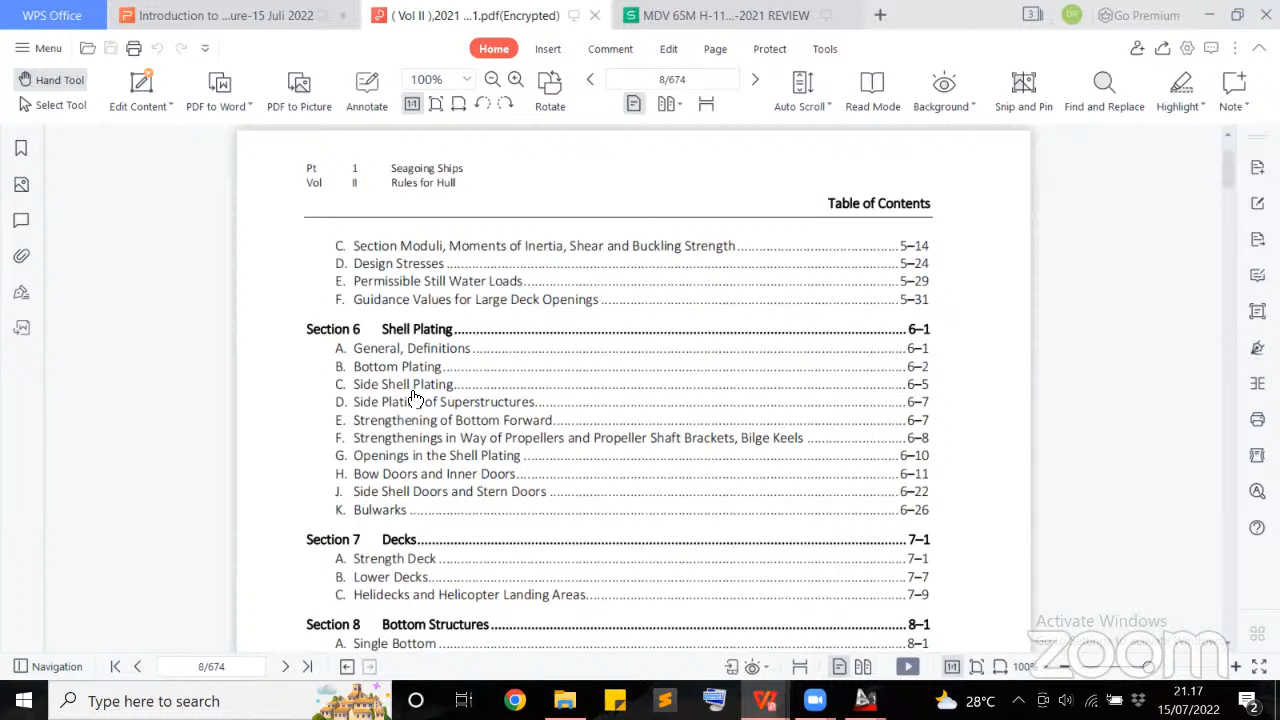 WPS Office
Introduction to ...ure-15 Juli 2022
( Vol II ),2021 ...1.pdf(Encrypted)
MDV 65M H-11...-2021 REVIEW
3
DR
Go Premium
Menu
Home
Insert
Comment
Edit
Page
Protect
Tools
Hand Tool
Select Tool
Edit Content
PDF to Word
PDF to Picture
Annotate
100%
1:1
Rotate
8/674
Auto Scroll
Read Mode
Background
Snip and Pin
Find and Replace
Highlight
Note
Pt 1 Seagoing Ships
Vol II Rules for Hull
Table of Contents
C. Section Moduli, Moments of Inertia, Shear and Buckling Strength 5–14
D. Design Stresses 5–24
E. Permissible Still Water Loads 5–29
F. Guidance Values for Large Deck Openings 5–31
Section 6 Shell Plating 6–1
A. General, Definitions 6–1
B. Bottom Plating 6–2
C. Side Shell Plating 6–5
D. Side Plating of Superstructures 6–7
E. Strengthening of Bottom Forward 6–7
F. Strengthenings in Way of Propellers and Propeller Shaft Brackets, Bilge Keels 6–8
G. Openings in the Shell Plating 6–10
H. Bow Doors and Inner Doors 6–11
J. Side Shell Doors and Stern Doors 6–22
K. Bulwarks 6–26
Section 7 Decks 7–1
A. Strength Deck 7–1
B. Lower Decks 7–7
C. Helidecks and Helicopter Landing Areas 7–9
Section 8 Bottom Structures 8–1
A. Single Bottom 8–1
Activate Windows
zoom
Navigation
8/674
1:1
100%
Type here to search
28°C
21.17
15/07/2022
2